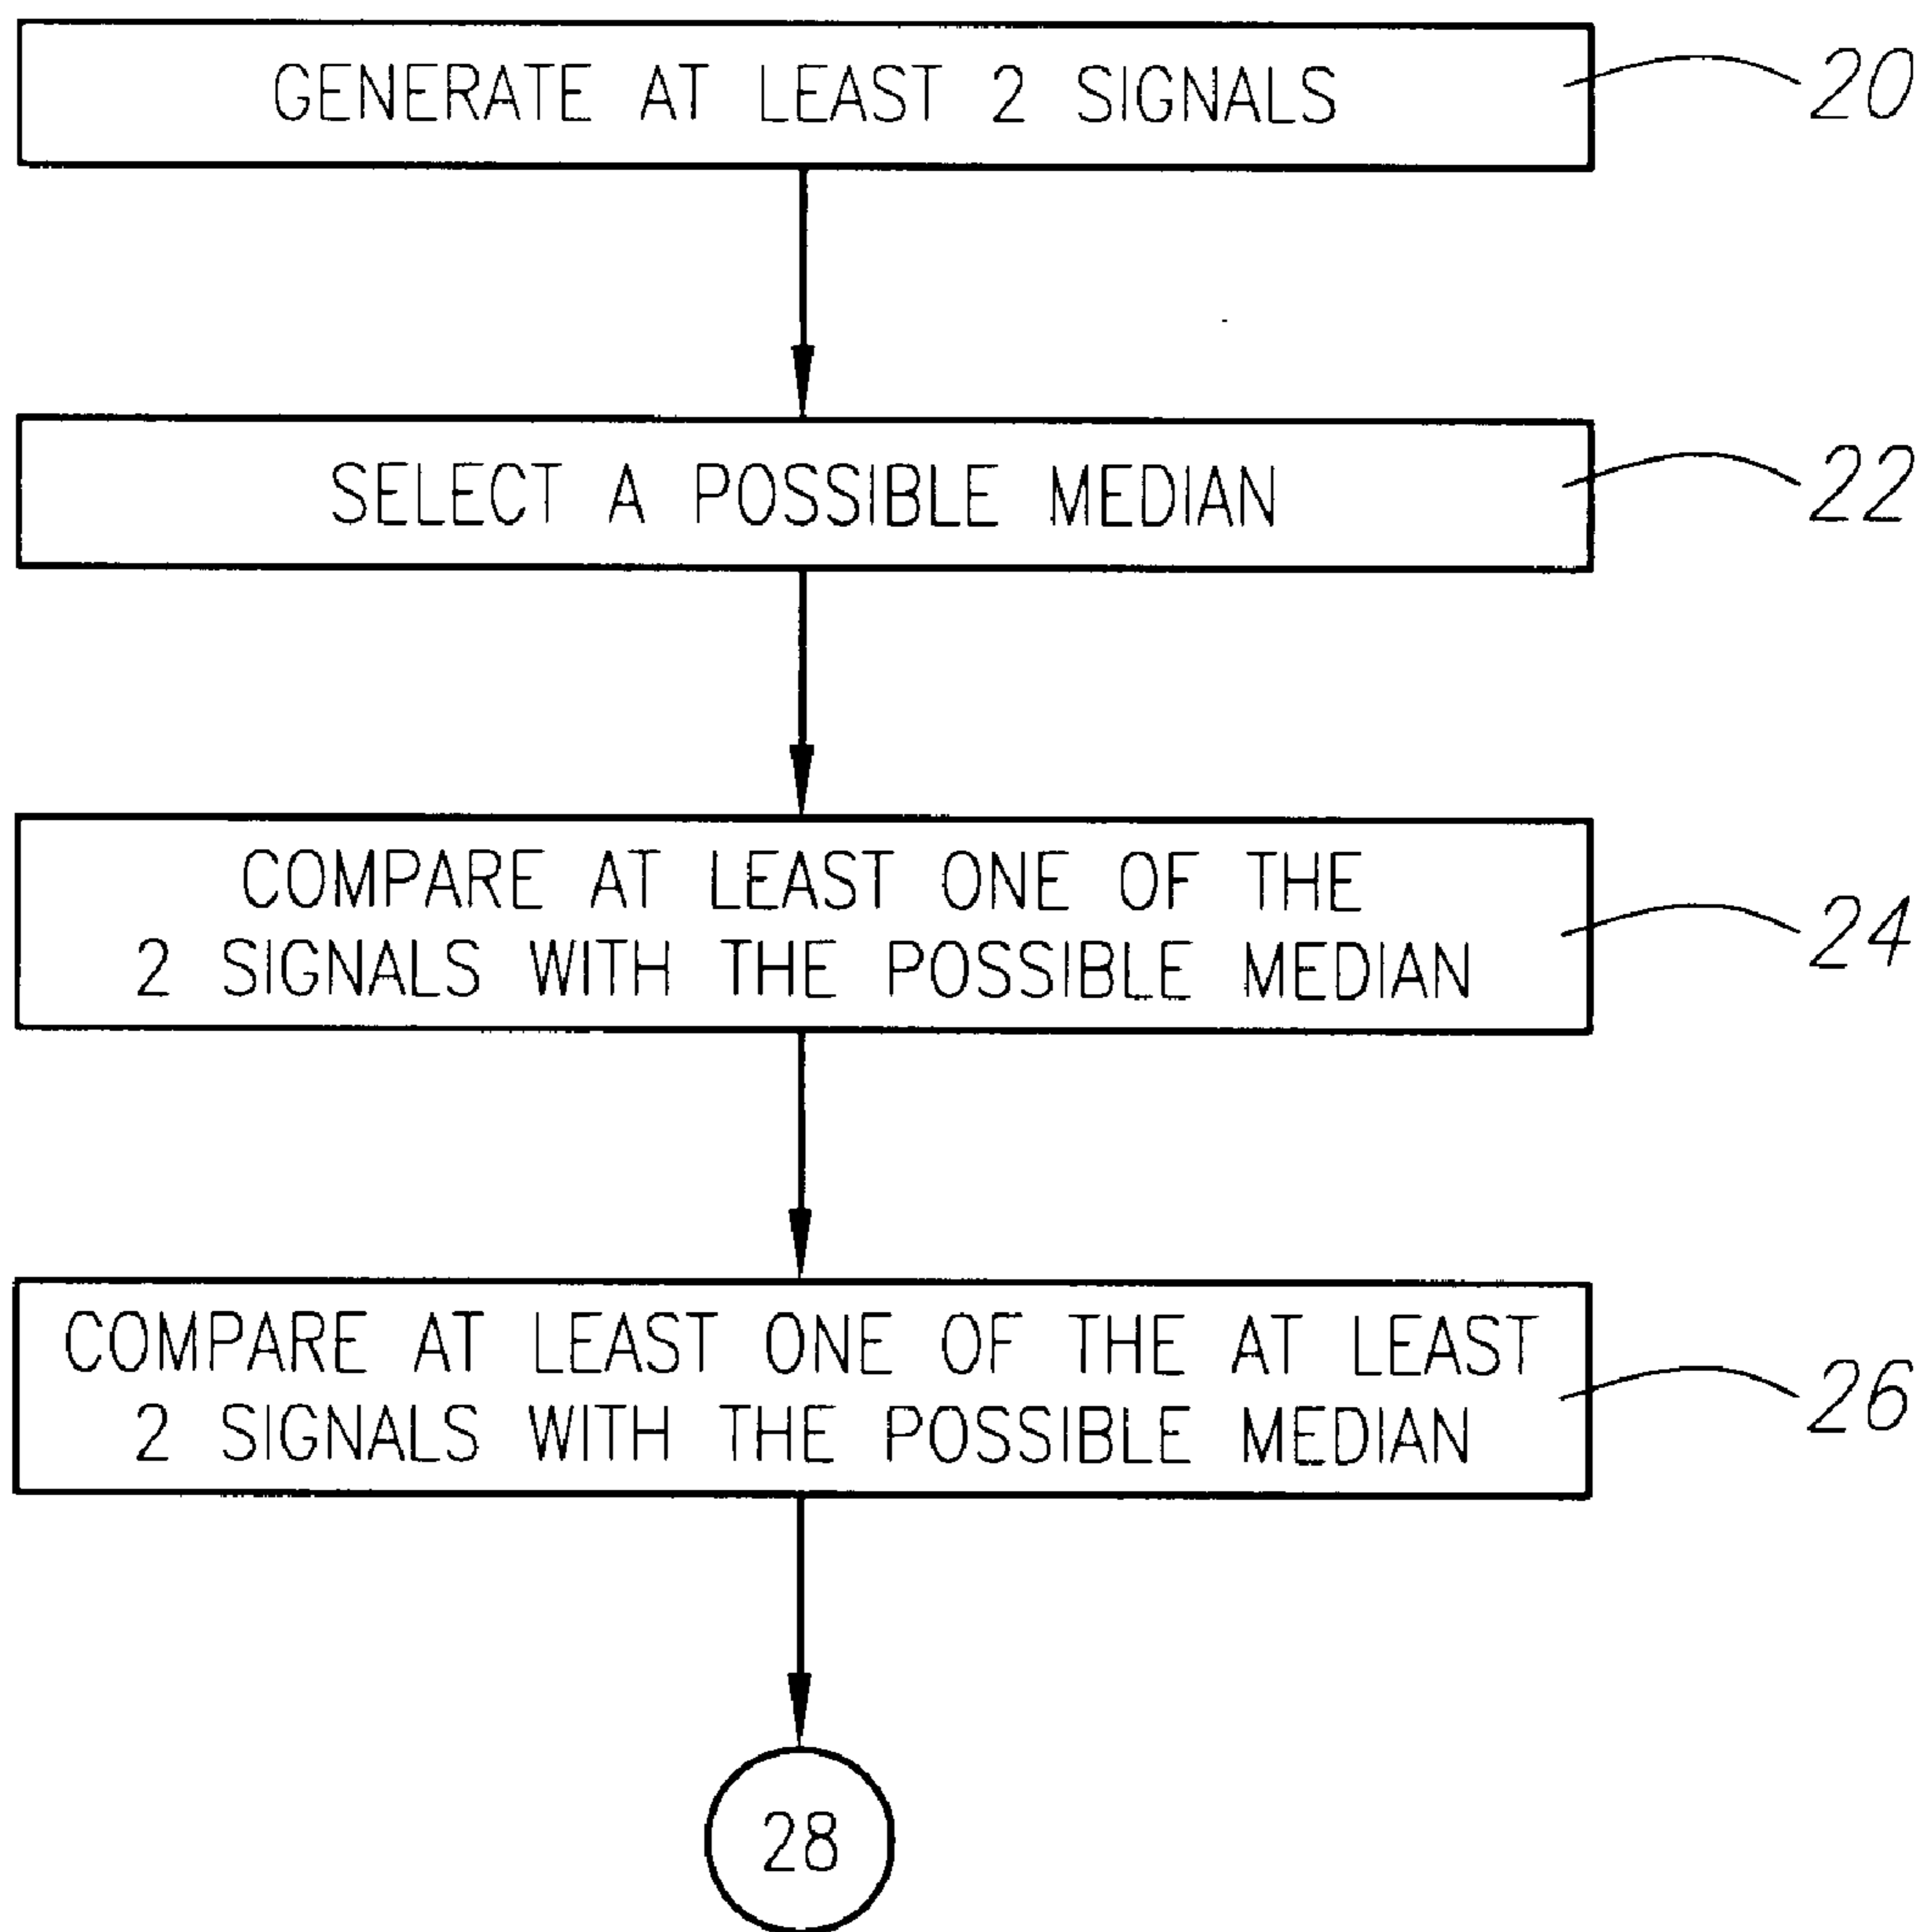 GENERATE AT LEAST 2 SIGNALS
20
SELECT A POSSIBLE MEDIAN
22
COMPARE AT LEAST ONE OF THE
2 SIGNALS WITH THE POSSIBLE MEDIAN
24
COMPARE AT LEAST ONE OF THE AT LEAST
2 SIGNALS WITH THE POSSIBLE MEDIAN
26
28